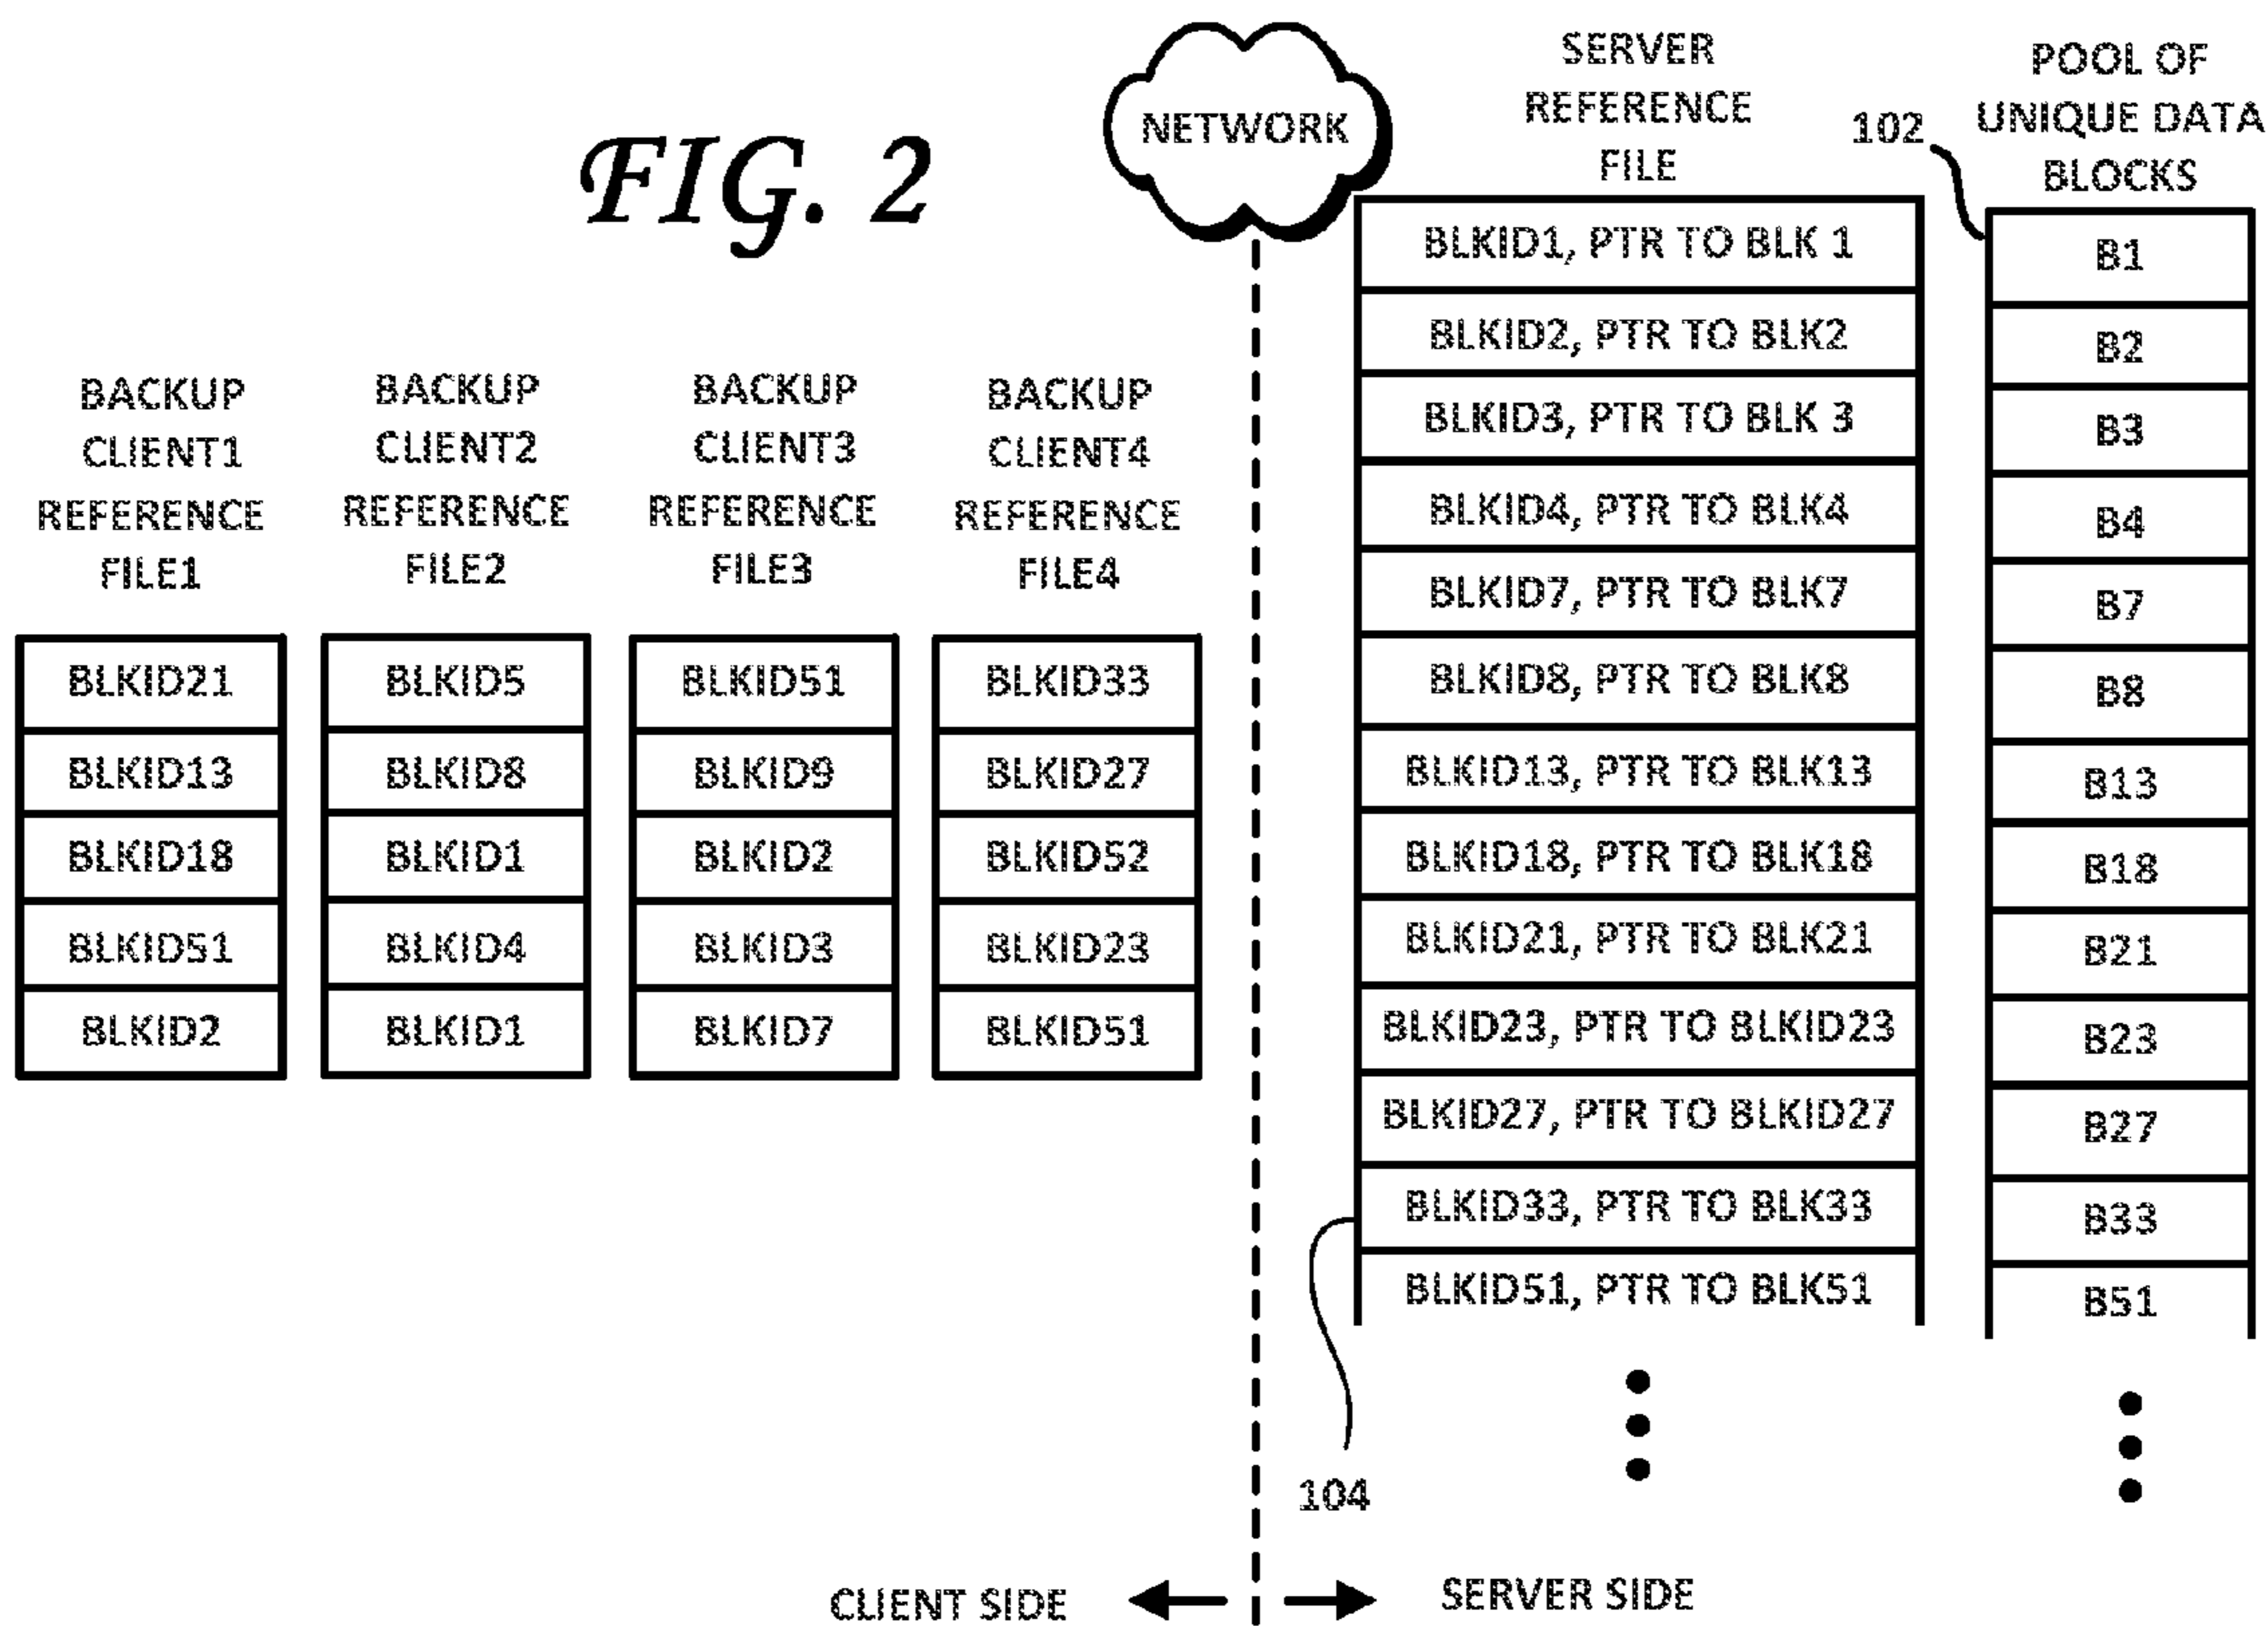 FIG. 2
NETWORK
SERVER
REFERENCE
FILE
102
POOL OF
UNIQUE DATA
BLOCKS
BACKUP
CLIENT1
REFERENCE
FILE1
BLKID21
BLKID13
BLKID18
BLKID51
BLKID2
BACKUP
CLIENT2
REFERENCE
FILE2
BLKID5
BLKID8
BLKID1
BLKID4
BLKID1
BACKUP
CLIENT3
REFERENCE
FILE3
BLKID51
BLKID9
BLKID2
BLKID3
BLKID7
BACKUP
CLIENT4
REFERENCE
FILE4
BLKID33
BLKID27
BLKID52
BLKID23
BLKID51
BLKID1, PTR TO BLK 1
BLKID2, PTR TO BLK2
BLKID3, PTR TO BLK 3
BLKID4, PTR TO BLK4
BLKID7, PTR TO BLK7
BLKID8, PTR TO BLK8
BLKID13, PTR TO BLK13
BLKID18, PTR TO BLK18
BLKID21, PTR TO BLK21
BLKID23, PTR TO BLKID23
BLKID27, PTR TO BLKID27
BLKID33, PTR TO BLK33
BLKID51, PTR TO BLK51
B1
B2
B3
B4
B7
B8
B13
B18
B21
B23
B27
B33
B51
104
CLIENT SIDE
SERVER SIDE